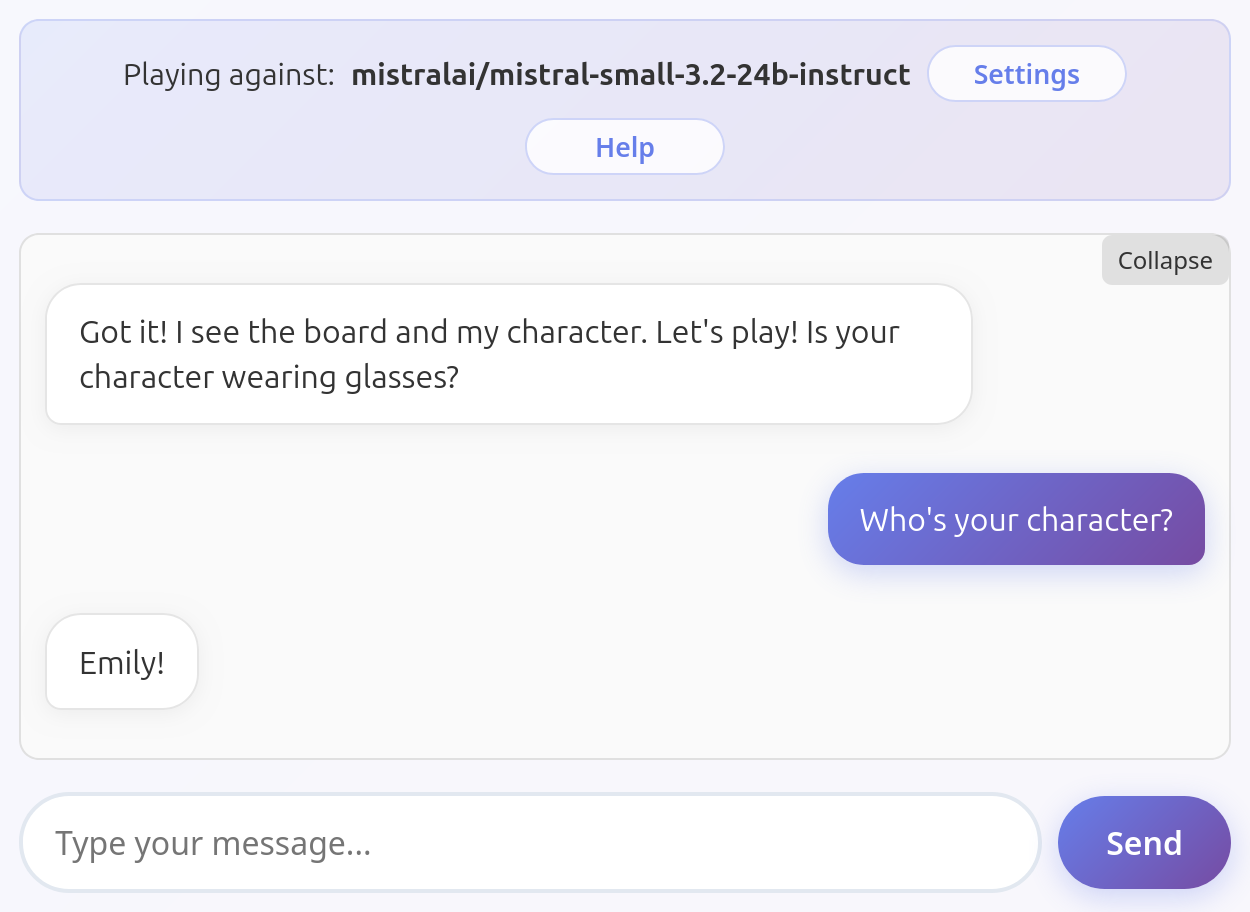 Playing against: mistralai/mistral-small-3.2-24b-instruct Settings
Help
Collapse
Got it! I see the board and my character. Let's play! Is your
character wearing glasses?
Who's your character?
Emily!
Type your message...
Send